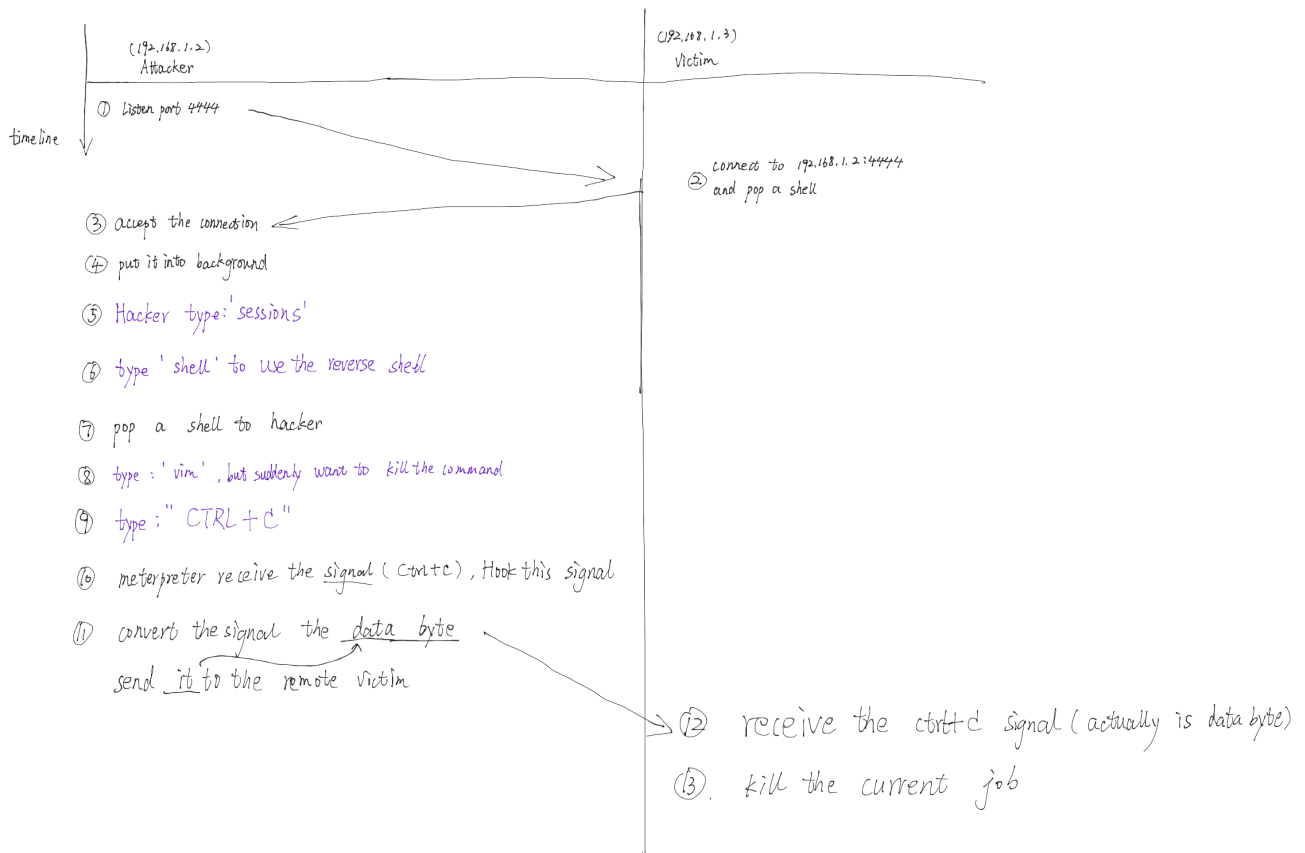 (192.168.1.2)
Attacker
(192.168.1.3)
Victim
timeline
① Listen port 4444
② connect to 192.168.1.2:4444
and pop a shell
③ accept the connection
④ put it into background
⑤ Hacker type:'sessions'
⑥ type 'shell' to use the reverse shell
⑦ pop a shell to hacker
⑧ type : 'vim', but suddenly want to kill the command
⑨ type :" CTRL+C"
⑩ meterpreter receive the signal (Ctrl+C), Hook this signal
⑪ convert the signal the data byte
send it to the remote victim
⑫ receive the ctrl+c signal (actually is data byte)
⑬. kill the current job